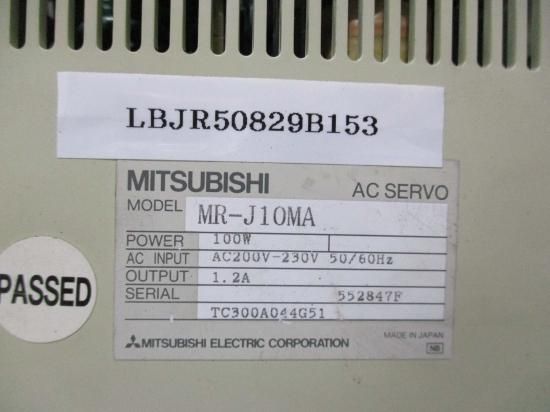 LBJR50829B153
MITSUBISHI AC SERVO
MODEL MR-J10MA
POWER 100W
AC INPUT AC200V-230V 50/60Hz
OUTPUT 1.2A
SERIAL 552847F
TC300A044G51
MITSUBISHI ELECTRIC CORPORATION
MADE IN JAPAN
NB
PASSED